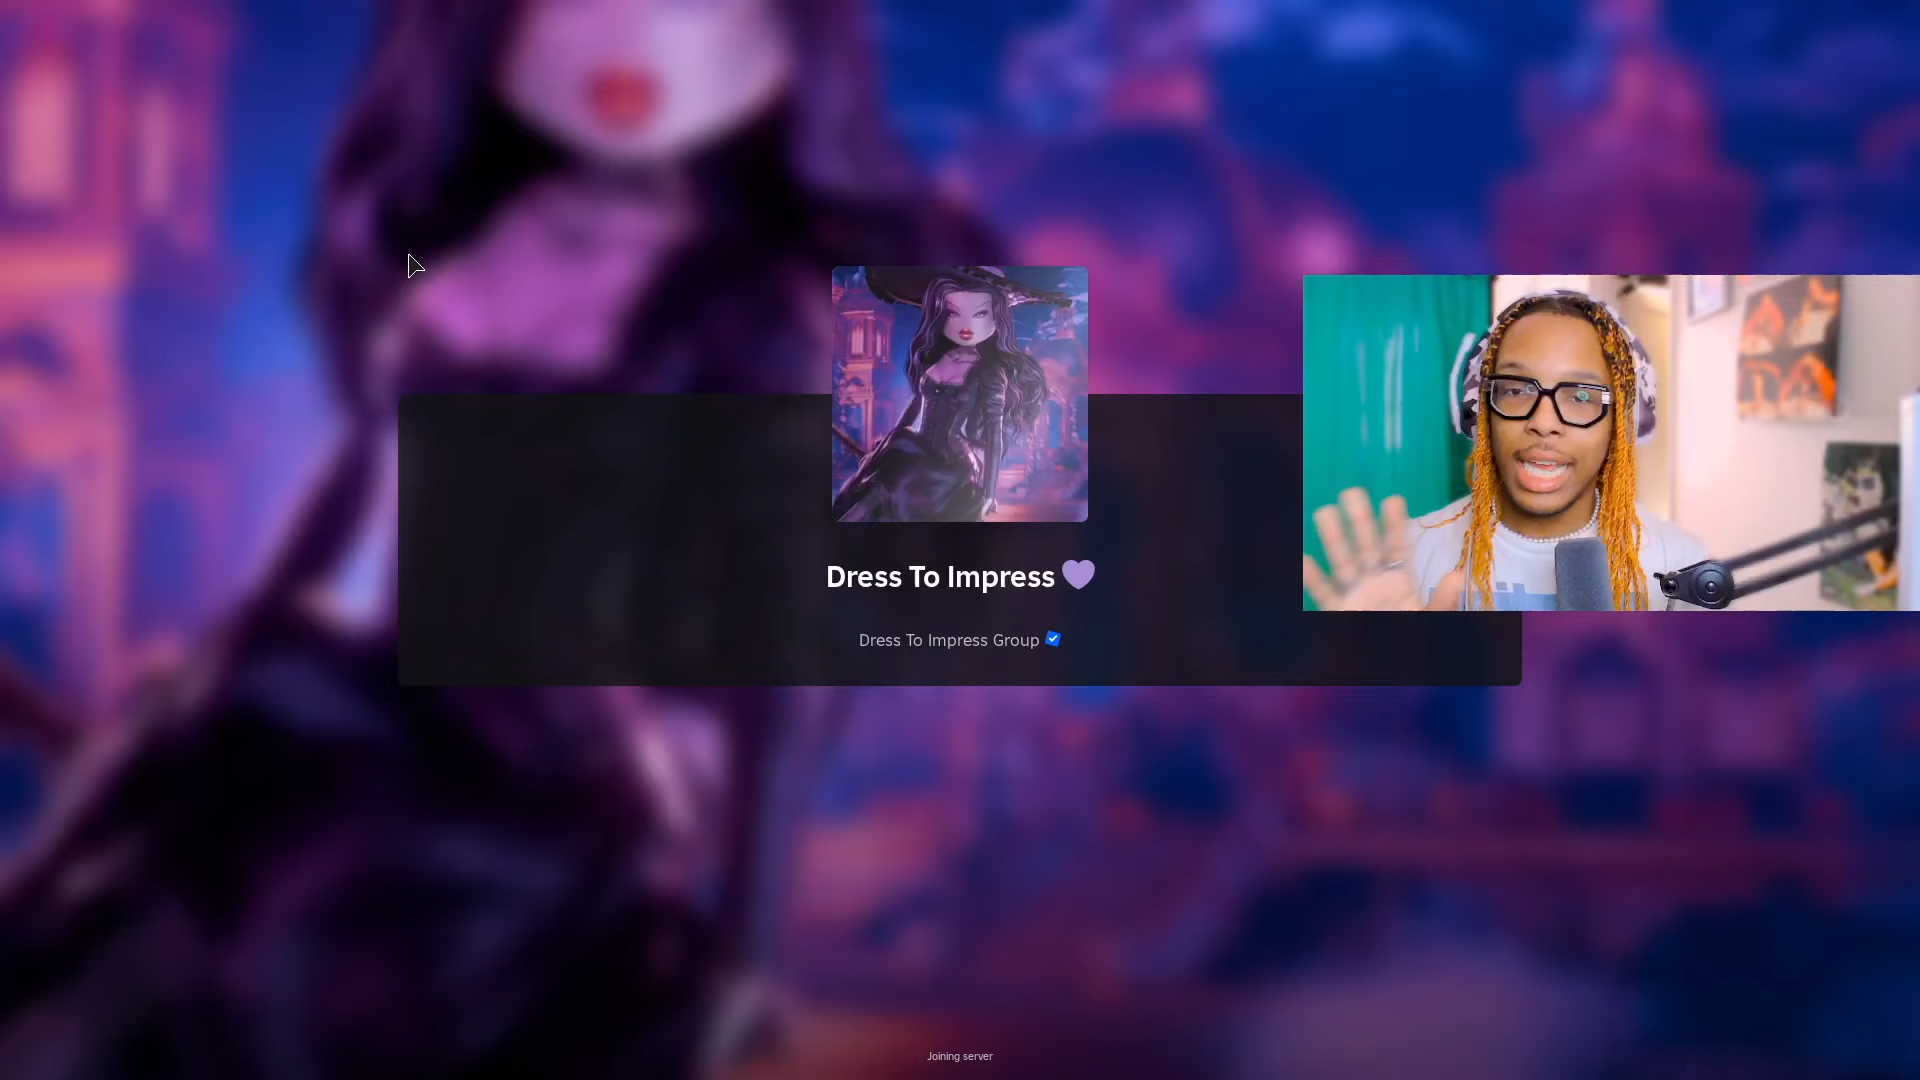 Dress To Impress 💜
Dress To Impress Group
Joining server